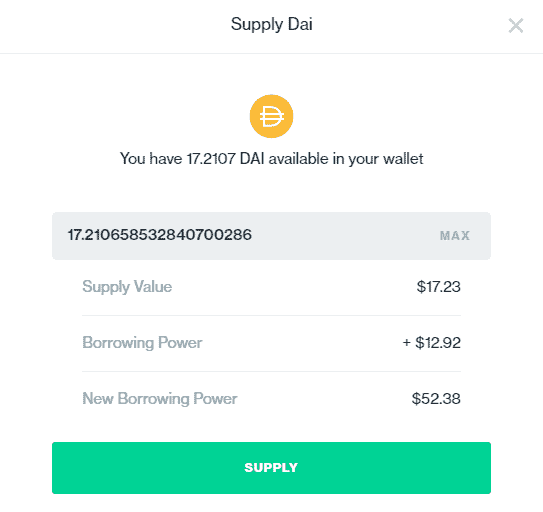 Supply Dai
You have 17.2107 DAI available in your wallet
17.210658532840700286 MAX
Supply Value $17.23
Borrowing Power + $12.92
New Borrowing Power $52.38
SUPPLY